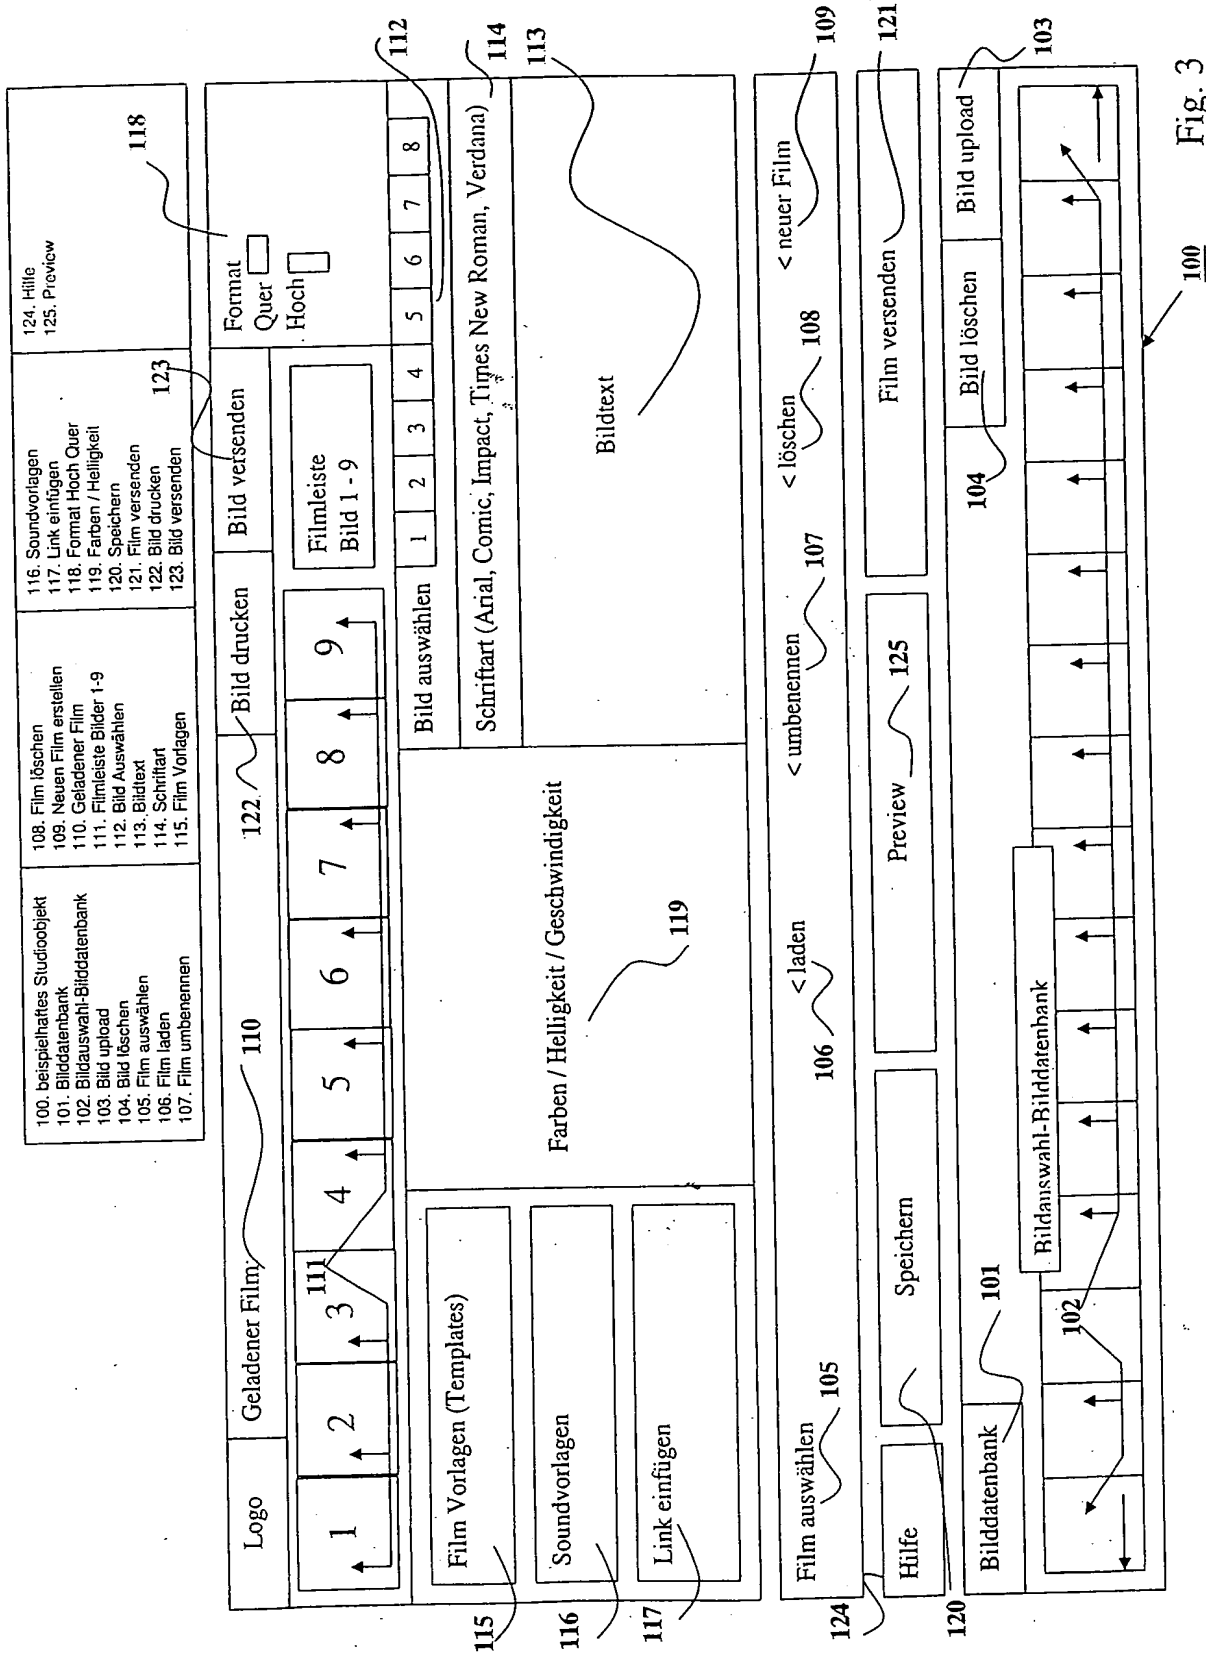 100. beispielhaftes Studioobjekt
101. Bilddatenbank
102. Bildauswahl-Bilddatenbank
103. Bild upload
104. Bild löschen
105. Film auswählen
106. Film laden
107. Film umbenennen
108. Film löschen
109. Neuen Film erstellen
110. Geladener Film
111. Filmleiste Bilder 1-9
112. Bild Auswählen
113. Bildtext
114. Schriftart
115. Film Vorlagen
116. Soundvorlagen
117. Link einfügen
118. Format Hoch Quer
119. Farben / Helligkeit
120. Speichern
121. Film versenden
122. Bild drucken
123. Bild versenden
124. Hilfe
125. Preview
Logo
Geladener Film:
110
122
Bild drucken
Bild versenden
123
Format
Quer
Hoch
118
1 2 3 4 5 6 7 8 9
111
Filmleiste
Bild 1 - 9
Bild auswählen
1 2 3 4 5 6 7 8
112
Schriftart (Arial, Comic, Impact, Times New Roman, Verdana)
114
Bildtext
113
Film Vorlagen (Templates)
115
Soundvorlagen
116
Link einfügen
117
Farben / Helligkeit / Geschwindigkeit
119
Film auswählen
105
< laden
106
< umbenennen
107
< löschen
108
< neuer Film
109
Hilfe
124
Speichern
120
Preview
125
Film versenden
121
Bilddatenbank
101
Bild löschen
104
Bild upload
103
Bildauswahl-Bilddatenbank
102
100
Fig. 3